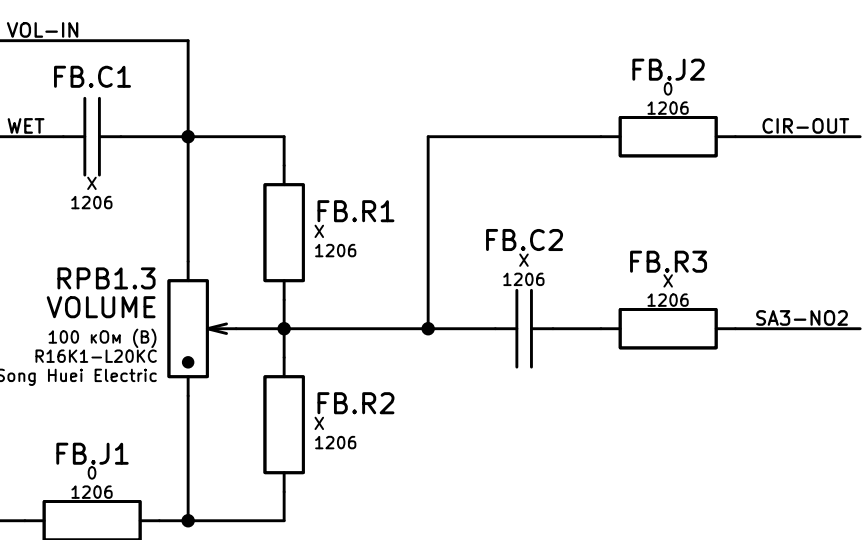 VOL-IN
FB.C1
WET
X
1206
FB.J2
0
1206
CIR-OUT
FB.R1
X
1206
FB.C2
X
1206
FB.R3
X
1206
SA3-NO2
RPB1.3
VOLUME
100 кОм (B)
R16K1-L20KC
Song Huei Electric
FB.R2
X
1206
FB.J1
0
1206